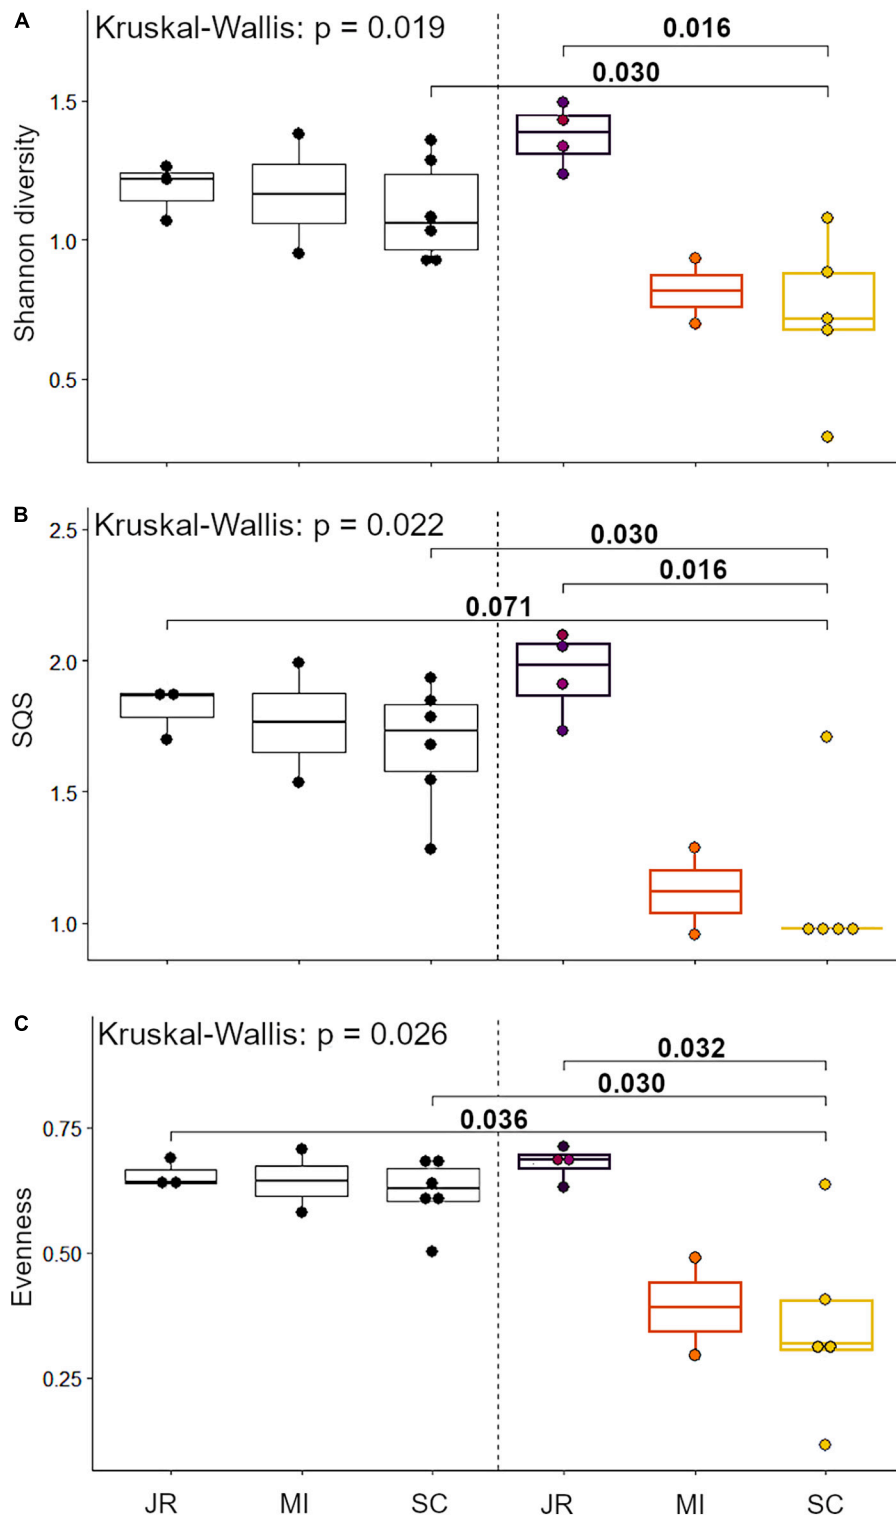 A
Kruskal-Wallis: p = 0.019
0.016
0.030
Shannon diversity
1.5
1.0
0.5
B
Kruskal-Wallis: p = 0.022
0.030
0.016
0.071
SQS
2.5
2.0
1.5
1.0
C
Kruskal-Wallis: p = 0.026
0.032
0.030
0.036
Evenness
0.75
0.50
0.25
JR MI SC JR MI SC